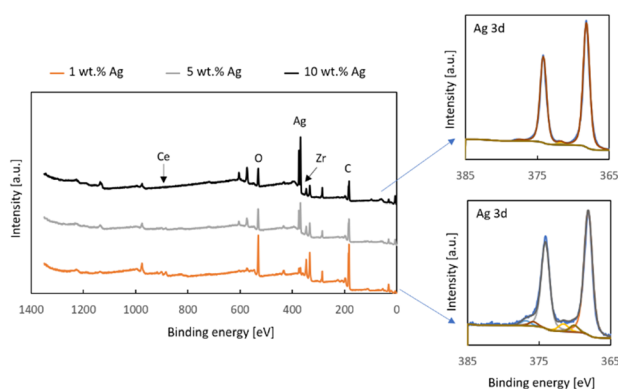 1 wt.% Ag 5 wt.% Ag 10 wt.% Ag
Intensity [a.u.]
Ce
O
Ag
Zr
C
1400 1200 1000 800 600 400 200 0
Binding energy [eV]
Ag 3d
Intensity [a.u.]
385 375 365
Ag 3d
Intensity [a.u.]
385 375 365
Binding energy [eV]